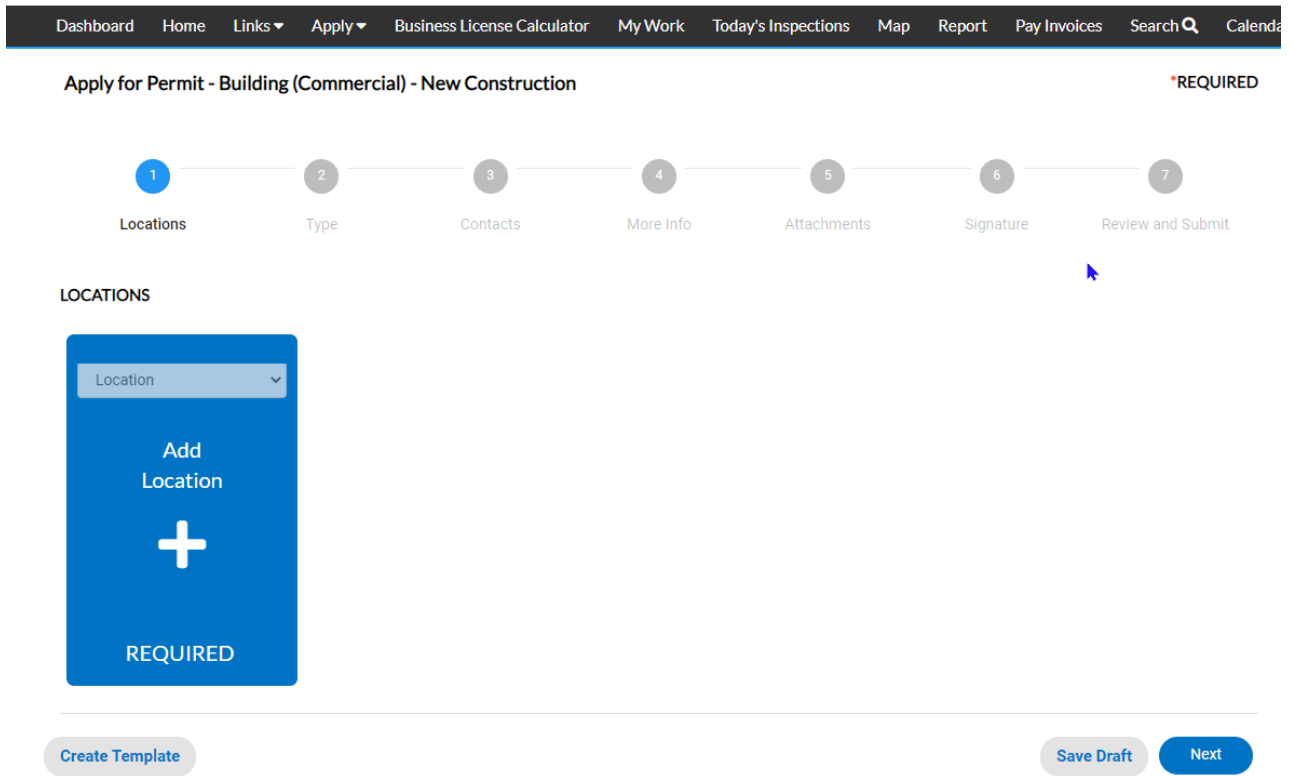 Dashboard Home Links Apply Business License Calculator My Work Today's Inspections Map Report Pay Invoices Search Calenda
Apply for Permit - Building (Commercial) - New Construction *REQUIRED
1 2 3 4 5 6 7
Locations Type Contacts More Info Attachments Signature Review and Submit
LOCATIONS
Location
Add
Location
REQUIRED
Create Template Save Draft Next